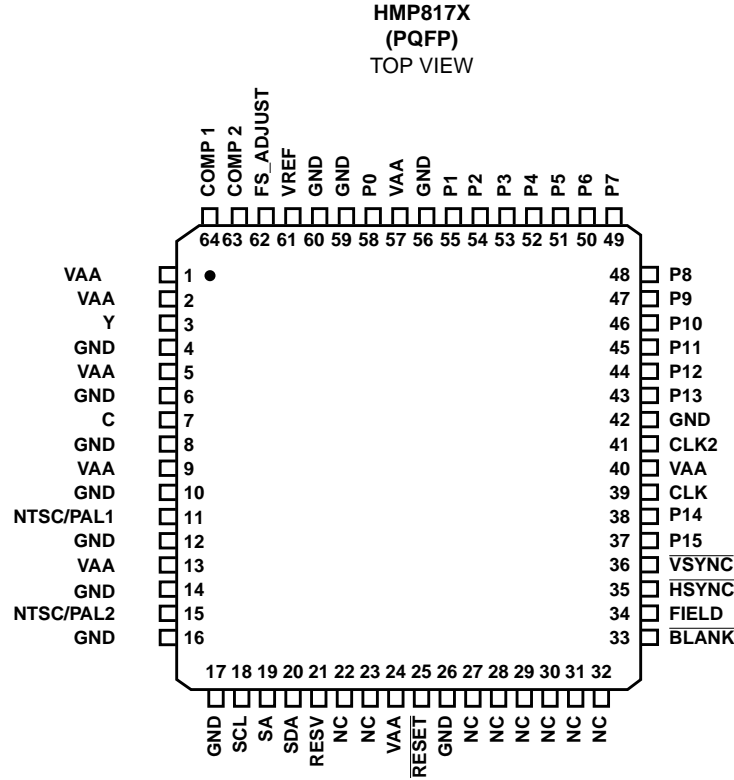 HMP817X
(PQFP)
TOP VIEW
COMP 1
COMP 2
FS_ADJUST
VREF
GND
GND
P0
VAA
GND
P1
P2
P3
P4
P5
P6
P7
64 63 62 61 60 59 58 57 56 55 54 53 52 51 50 49
VAA 1 48 P8
VAA 2 47 P9
Y 3 46 P10
GND 4 45 P11
VAA 5 44 P12
GND 6 43 P13
C 7 42 GND
GND 8 41 CLK2
VAA 9 40 VAA
GND 10 39 CLK
NTSC/PAL1 11 38 P14
GND 12 37 P15
VAA 13 36 VSYNC
GND 14 35 HSYNC
NTSC/PAL2 15 34 FIELD
GND 16 33 BLANK
17 18 19 20 21 22 23 24 25 26 27 28 29 30 31 32
GND
SCL
SA
SDA
RESV
NC
NC
VAA
RESET
GND
NC
NC
NC
NC
NC
NC